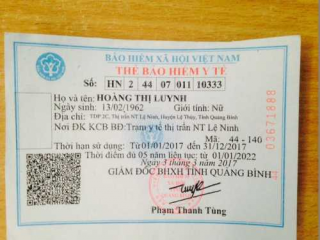 BẢO HIỂM XÃ HỘI VIỆT NAM
THẺ BẢO HIỂM Y TẾ
Số: HN 2 44 07 011 10333
Họ và tên: HOÀNG THỊ LUYNH
Ngày sinh: 13/02/1962 Giới tính: Nữ
Địa chỉ: TDP 2C, Thị trấn NT Lệ Ninh, Huyện Lệ Thủy, Tỉnh Quảng Bình
Nơi ĐK KCB BĐ: Trạm y tế thị trấn NT Lệ Ninh
Mã: 44 - 146
Thời hạn sử dụng: Từ 01/01/2017 đến 31/12/2017
Thời điểm đủ 05 năm liên tục: từ 01/01/2022
Ngày 3 tháng 3 năm 2017
GIÁM ĐỐC BHXH TỈNH QUẢNG BÌNH
Phạm Thanh Tùng
03671888